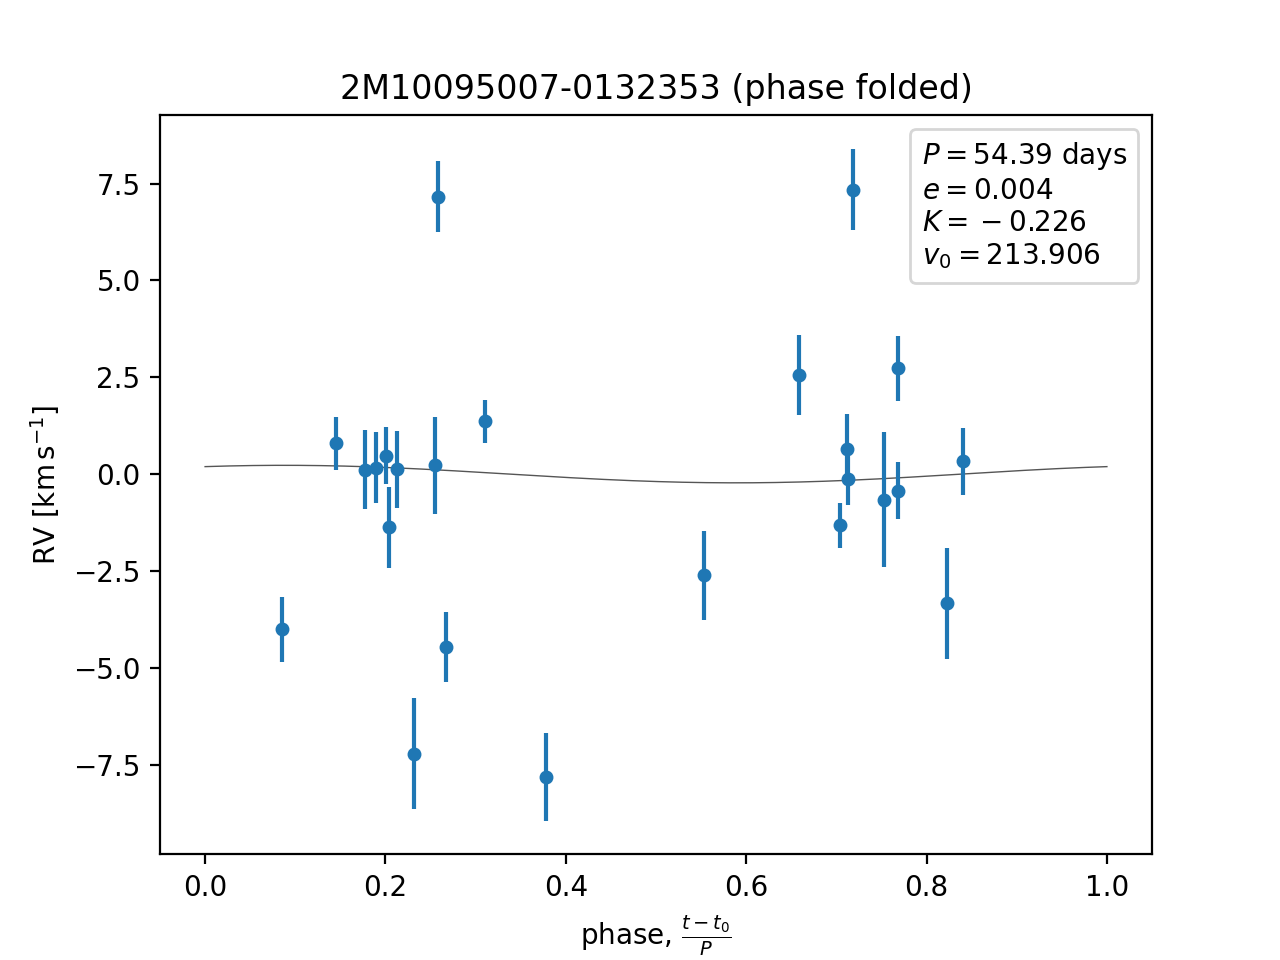 2M10095007-0132353 (phase folded)
P = 54.39 days
e = 0.004
K = −0.226
v₀ = 213.906
7.5
5.0
2.5
0.0
−2.5
−5.0
−7.5
RV [km s⁻¹]
0.0 0.2 0.4 0.6 0.8 1.0
phase, (t − t₀)/P